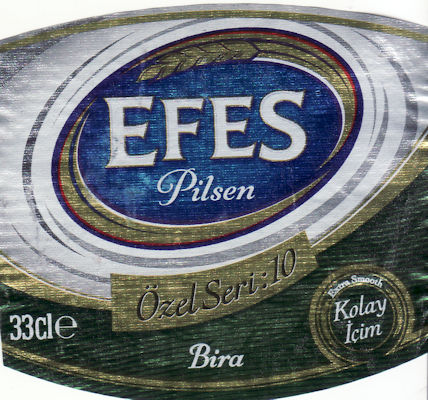 EFES
Pilsen
Özel Seri:10
33cl℮
Extra Smooth
Kolay
İçim
Bira